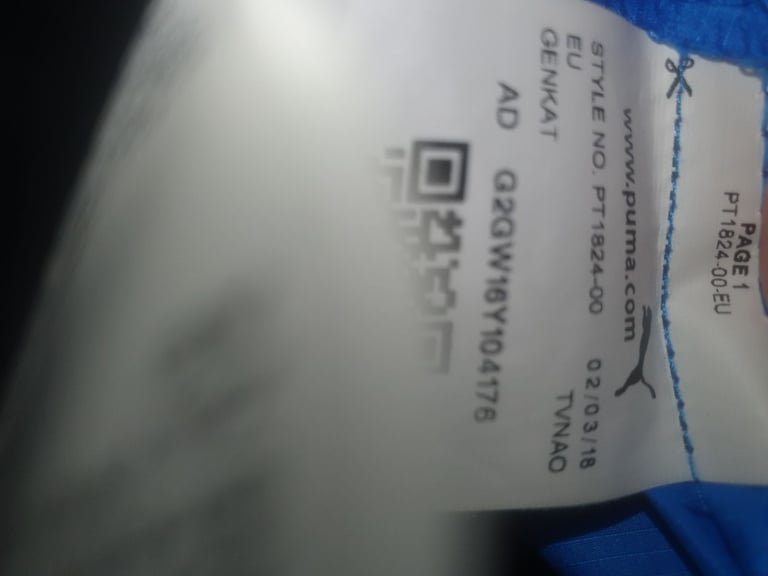 PAGE 1
PT1824-00-EU
www.puma.com
STYLE NO. PT1824-00 02/03/18
EU TVNAO
GENKAT
AD G2GW16Y104176